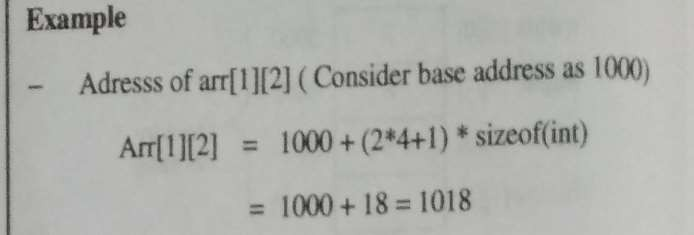 Example
– Adresss of arr[1][2] ( Consider base address as 1000)
Arr[1][2] = 1000 + (2*4+1) * sizeof(int)
= 1000 + 18 = 1018